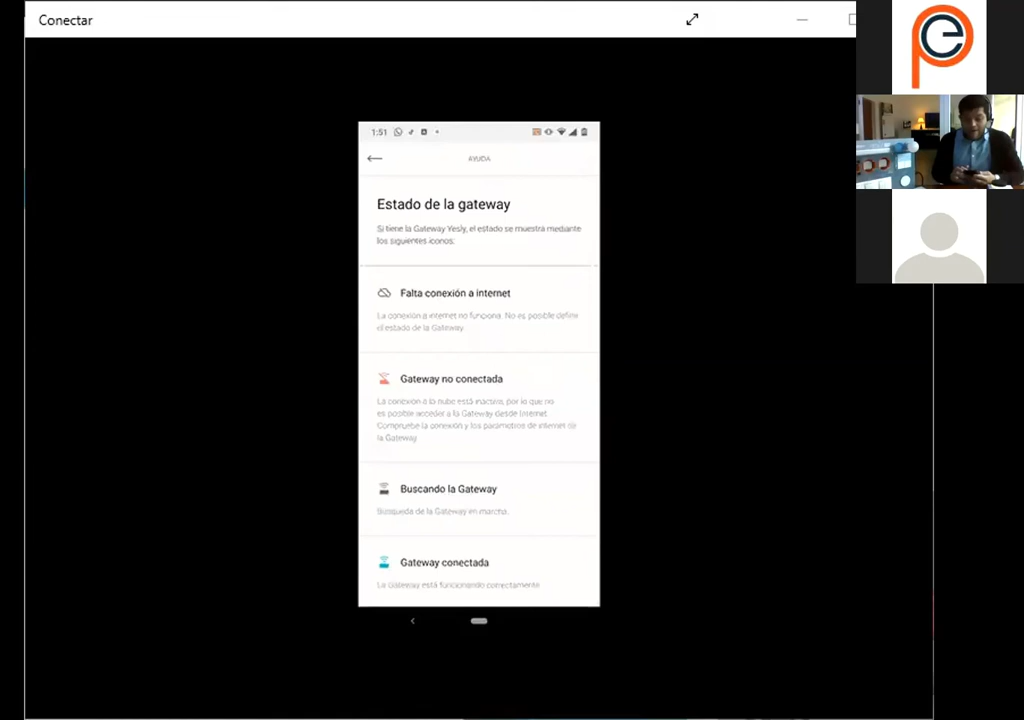 Conectar
1:51
AYUDA
Estado de la gateway
Si tiene la Gateway Yesly, el estado se muestra mediante
los siguientes iconos:
Falta conexión a internet
La conexión a internet no funciona. No es posible definir
el estado de la Gateway.
Gateway no conectada
La conexión a la nube está inactiva, por lo que no
es posible acceder a la Gateway desde Internet.
Compruebe la conexión y los parámetros de internet de
la Gateway.
Buscando la Gateway
Búsqueda de la Gateway en marcha.
Gateway conectada
La Gateway está funcionando correctamente